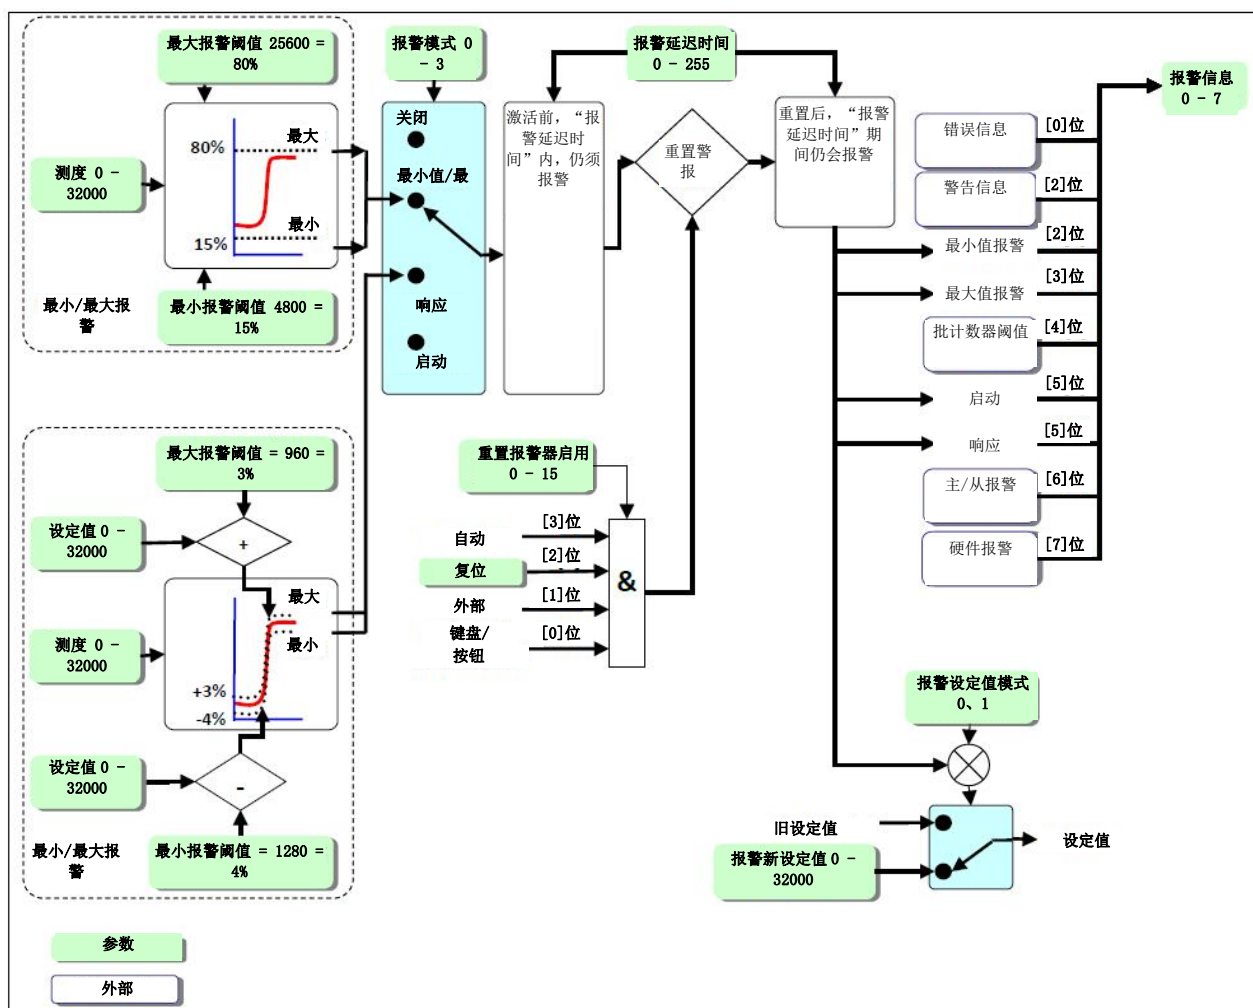 最大报警阈值 25600 =
80%
测度 0 –
32000
80%
15%
最大
最小
最小/最大报
警
最小报警阈值 4800 =
15%
报警模式 0
– 3
关闭
最小值/最
响应
启动
激活前，“报
警延迟时
间”内，仍须
报警
报警延迟时间
0 – 255
重置警
报
重置后，“报警
延迟时间”期
间仍会报警
报警信息
0 – 7
错误信息
[0]位
警告信息
[2]位
最小值报警
[2]位
最大值报警
[3]位
批计数器阈值
[4]位
启动
[5]位
响应
[5]位
主/从报警
[6]位
硬件报警
[7]位
最大报警阈值 = 960 =
3%
设定值 0 –
32000
+
测度 0 –
32000
最大
最小
+3%
-4%
设定值 0 –
32000
-
最小/最大报
警
最小报警阈值 = 1280 =
4%
重置报警器启用
0 – 15
自动
[3]位
复位
[2]位
外部
[1]位
键盘/
按钮
[0]位
&
报警设定值模式
0、1
旧设定值
报警新设定值 0 –
32000
设定值
参数
外部